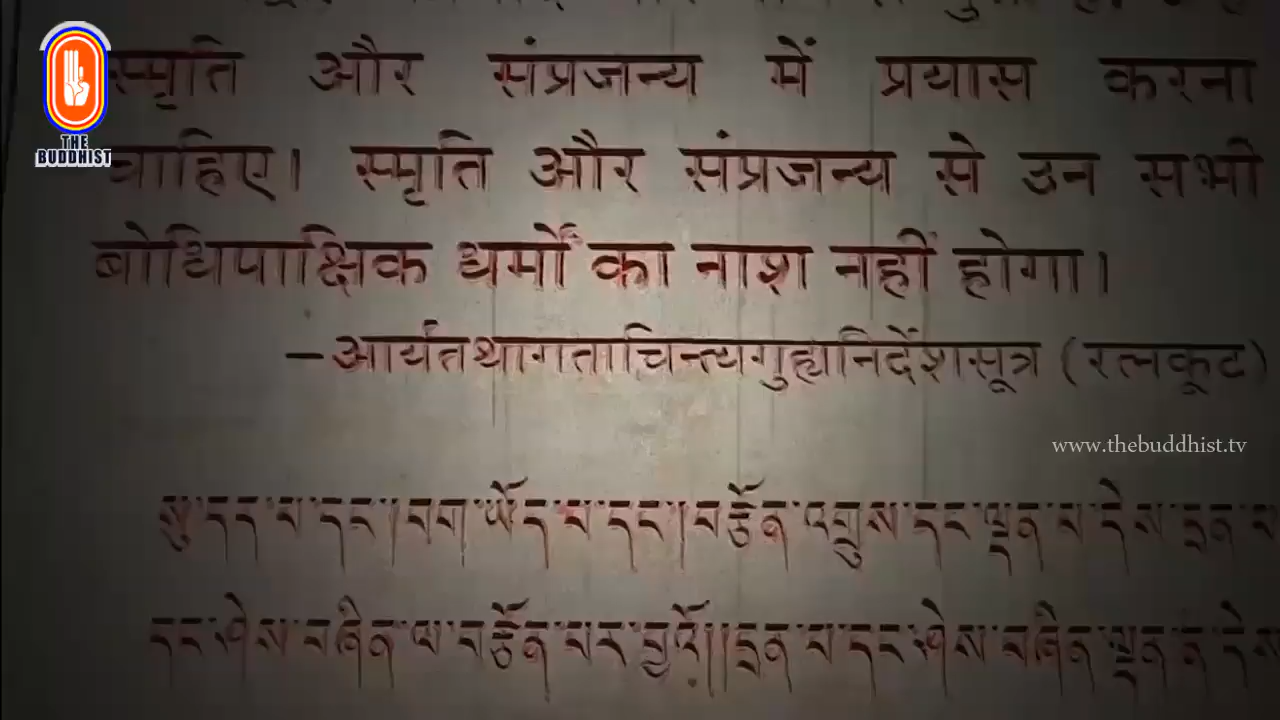 स्मृति और संप्रजन्य में प्रयास करना
चाहिए। स्मृति और संप्रजन्य से उन सभी
बोधिपाक्षिक धर्मों का नाश नहीं होगा।
-आर्यतथागताचिन्त्यगुह्यनिर्देशसूत्र (रत्नकूट)
THE
BUDDHIST
www.thebuddhist.tv
སུ་དད་པ་དང་།བག་ཡོད་པ་དང་།བརྩོན་འགྲུས་དང་ལྡན་པ་དེས་དྲན་པ
དང་ཤེས་བཞིན་ལ་བརྩོན་པར་བྱའོ།།དྲན་པ་དང་ཤེས་བཞིན་ལྡན་ན་དེས